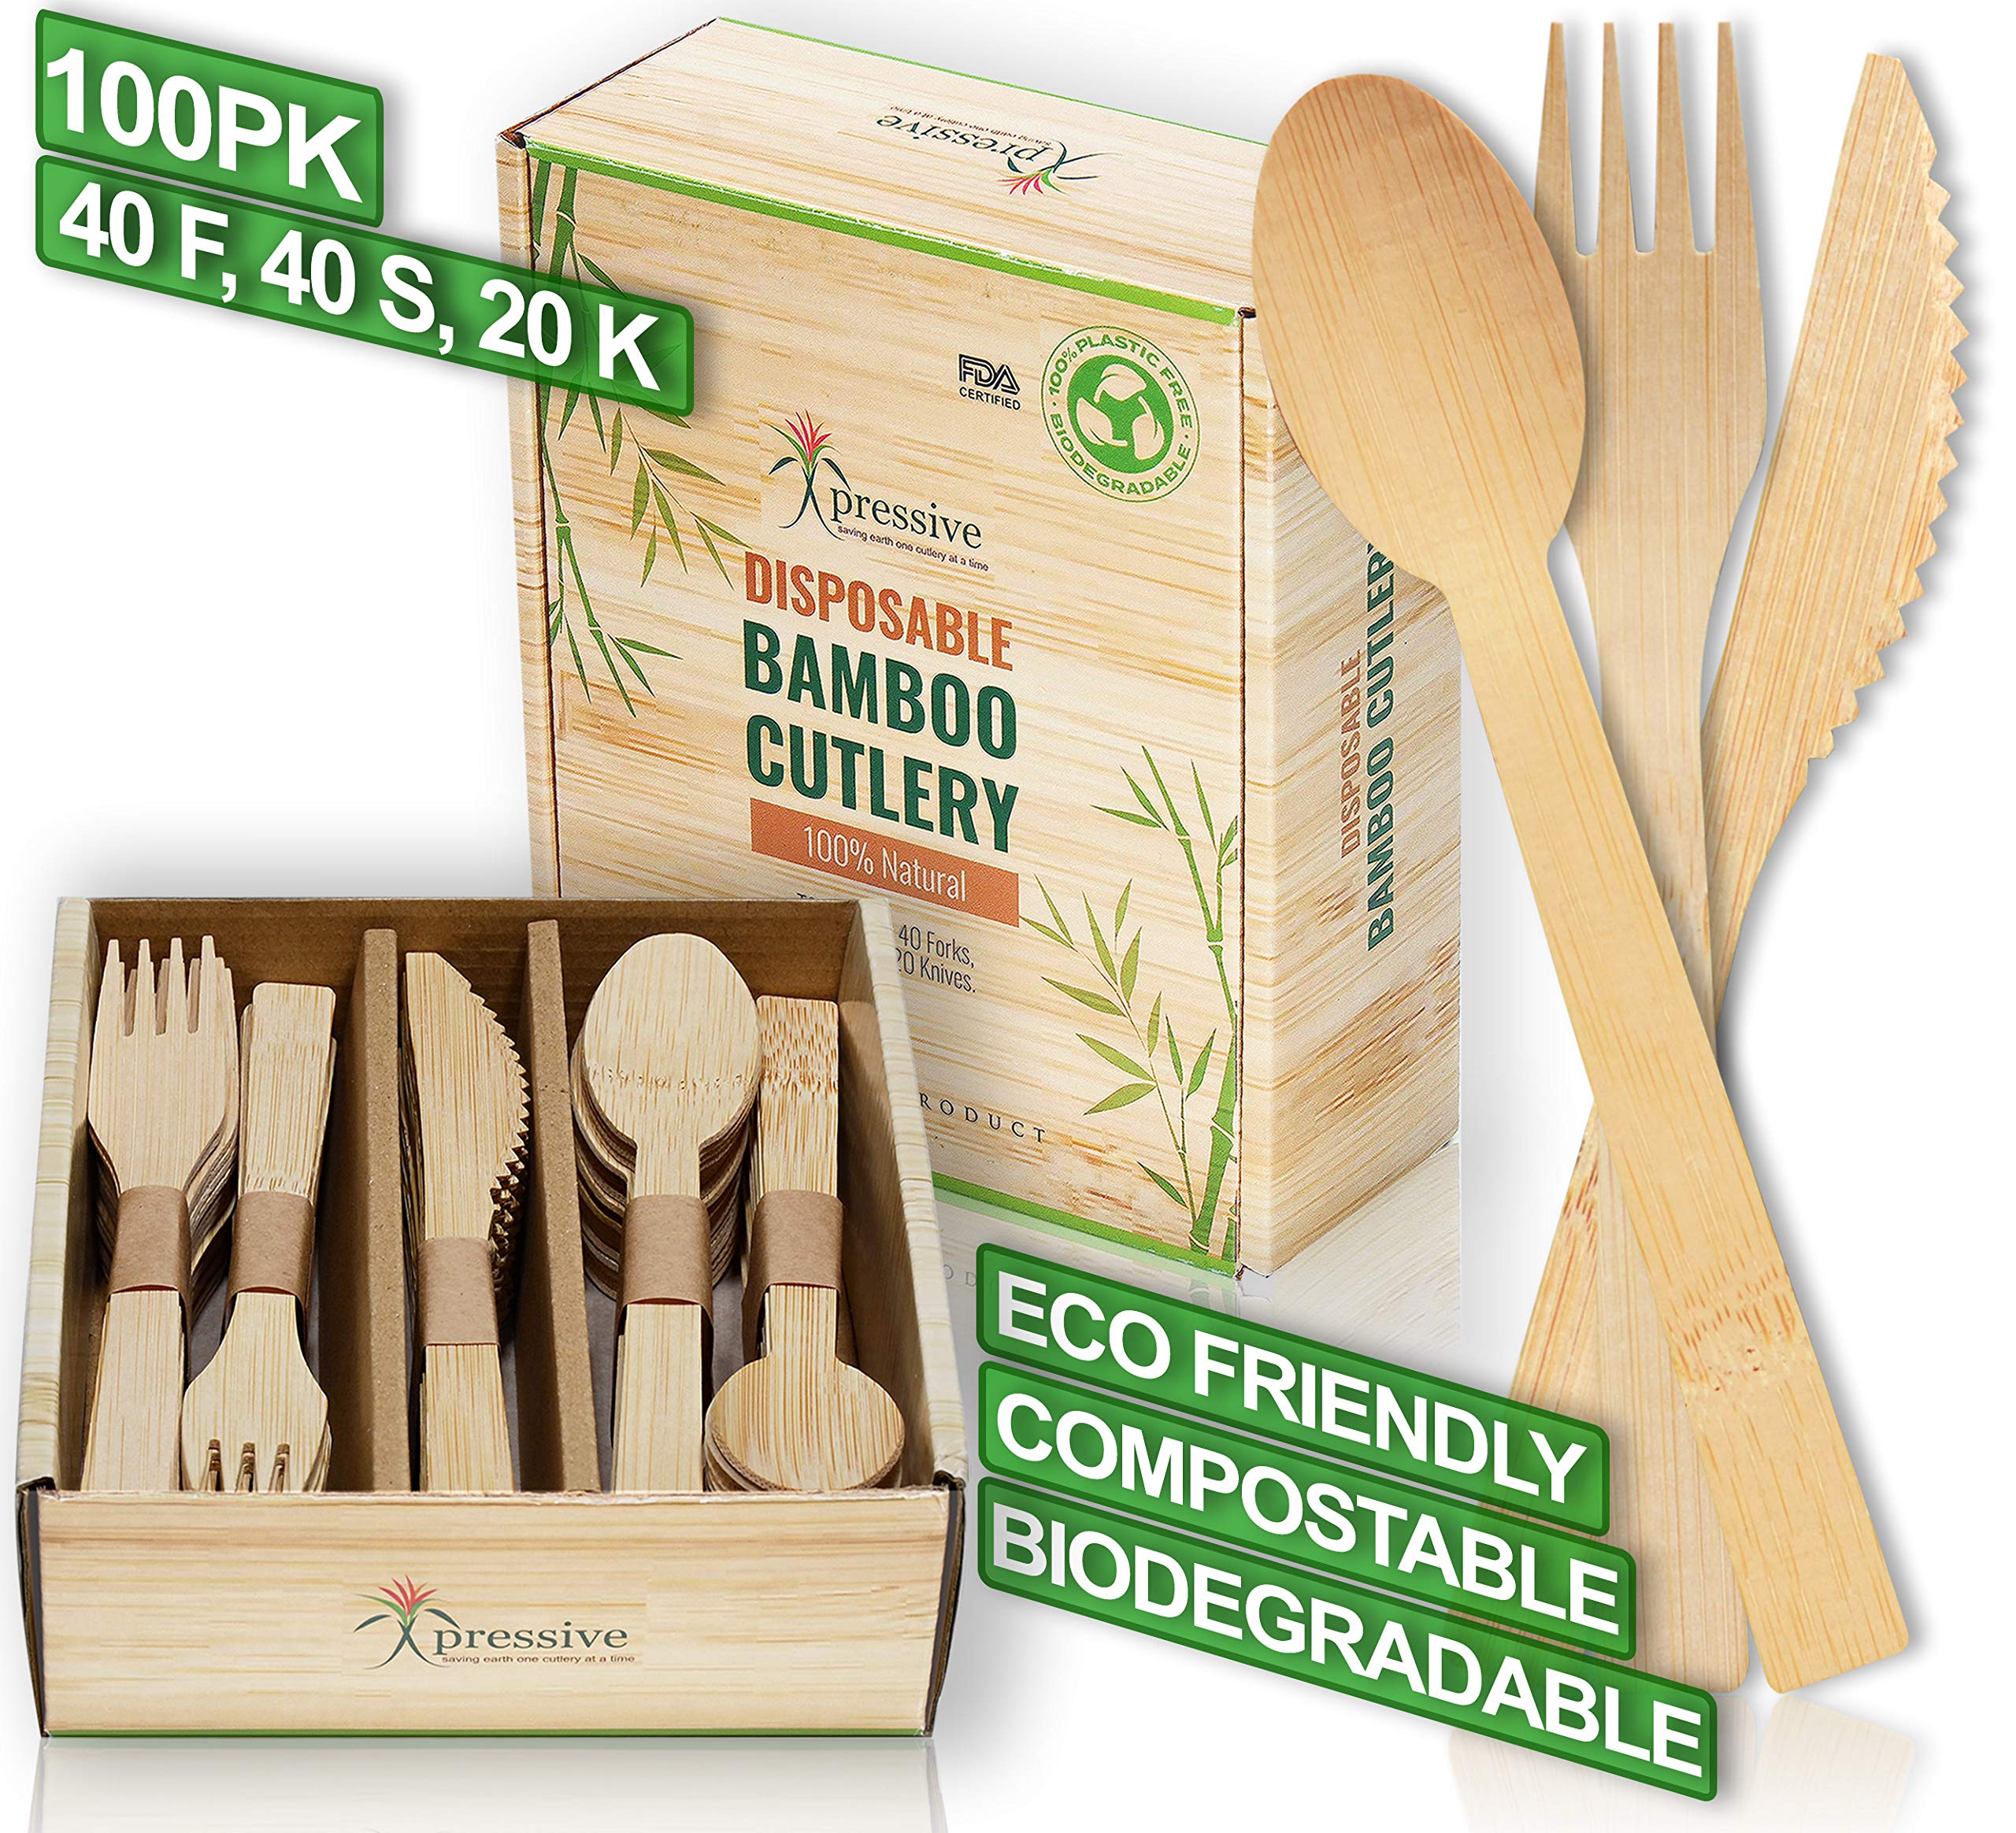 100PK
40 F, 40 S, 20 K
Xpressive
saving earth one cutlery at a time
FDA
CERTIFIED
100% PLASTIC FREE
BIODEGRADABLE
Xpressive
saving earth one cutlery at a time
DISPOSABLE
BAMBOO
CUTLERY
100% Natural
40 Forks,
20 Knives.
RODUCT
DISPOSABLE
BAMBOO CUTLERY
Xpressive
saving earth one cutlery at a time
ECO FRIENDLY
COMPOSTABLE
BIODEGRADABLE